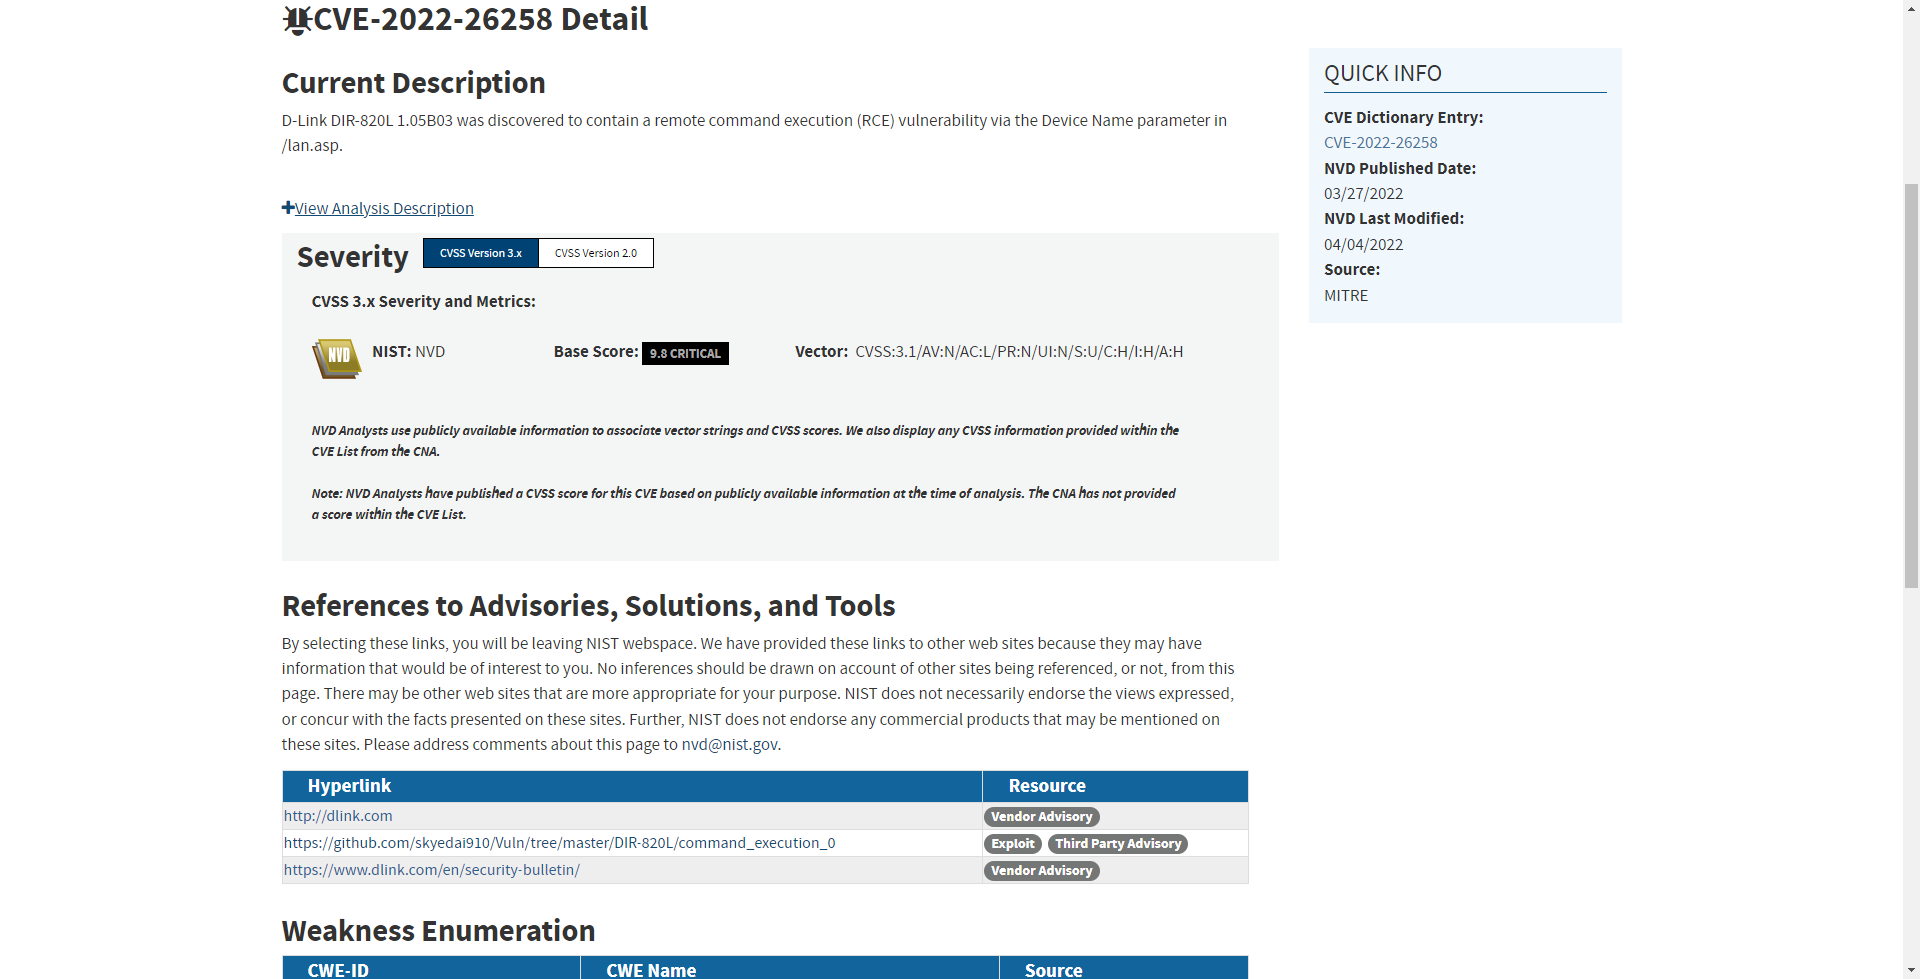 CVE-2022-26258 Detail
Current Description
D-Link DIR-820L 1.05B03 was discovered to contain a remote command execution (RCE) vulnerability via the Device Name parameter in
/lan.asp.
View Analysis Description
Severity
CVSS Version 3.x
CVSS Version 2.0
CVSS 3.x Severity and Metrics:
NVD
NIST: NVD
Base Score: 9.8 CRITICAL
Vector: CVSS:3.1/AV:N/AC:L/PR:N/UI:N/S:U/C:H/I:H/A:H
NVD Analysts use publicly available information to associate vector strings and CVSS scores. We also display any CVSS information provided within the
CVE List from the CNA.
Note: NVD Analysts have published a CVSS score for this CVE based on publicly available information at the time of analysis. The CNA has not provided
a score within the CVE List.
References to Advisories, Solutions, and Tools
By selecting these links, you will be leaving NIST webspace. We have provided these links to other web sites because they may have
information that would be of interest to you. No inferences should be drawn on account of other sites being referenced, or not, from this
page. There may be other web sites that are more appropriate for your purpose. NIST does not necessarily endorse the views expressed,
or concur with the facts presented on these sites. Further, NIST does not endorse any commercial products that may be mentioned on
these sites. Please address comments about this page to nvd@nist.gov.
Hyperlink Resource
http://dlink.com Vendor Advisory
https://github.com/skyedai910/Vuln/tree/master/DIR-820L/command_execution_0 Exploit Third Party Advisory
https://www.dlink.com/en/security-bulletin/ Vendor Advisory
Weakness Enumeration
CWE-ID CWE Name Source
QUICK INFO
CVE Dictionary Entry:
CVE-2022-26258
NVD Published Date:
03/27/2022
NVD Last Modified:
04/04/2022
Source:
MITRE